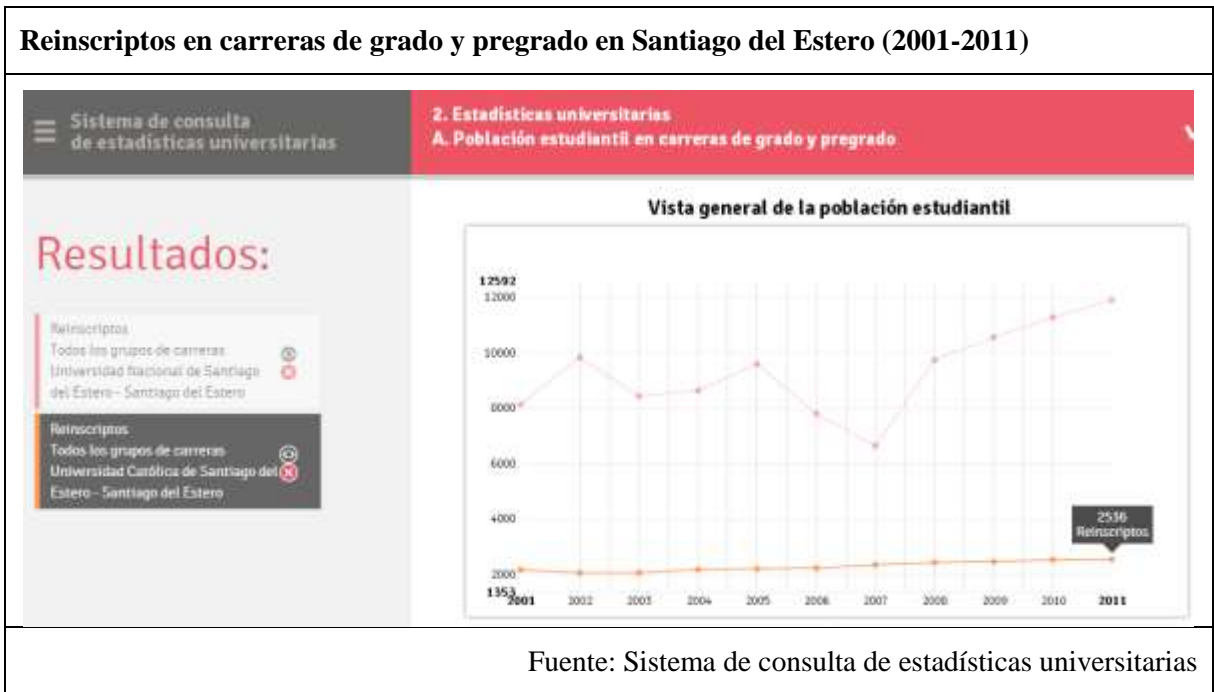 Reinscriptos en carreras de grado y pregrado en Santiago del Estero (2001-2011)
Sistema de consulta
de estadísticas universitarias
2. Estadísticas universitarias
A. Población estudiantil en carreras de grado y pregrado
Resultados:
Reinscriptos
Todos los grupos de carreras
Universidad Nacional de Santiago
del Estero - Santiago del Estero
Reinscriptos
Todos los grupos de carreras
Universidad Católica de Santiago del
Estero - Santiago del Estero
Vista general de la población estudiantil
12592
12000
10000
8000
6000
4000
2000
1353
2536
Reinscriptos
2001 2002 2003 2004 2005 2006 2007 2008 2009 2010 2011
Fuente: Sistema de consulta de estadísticas universitarias